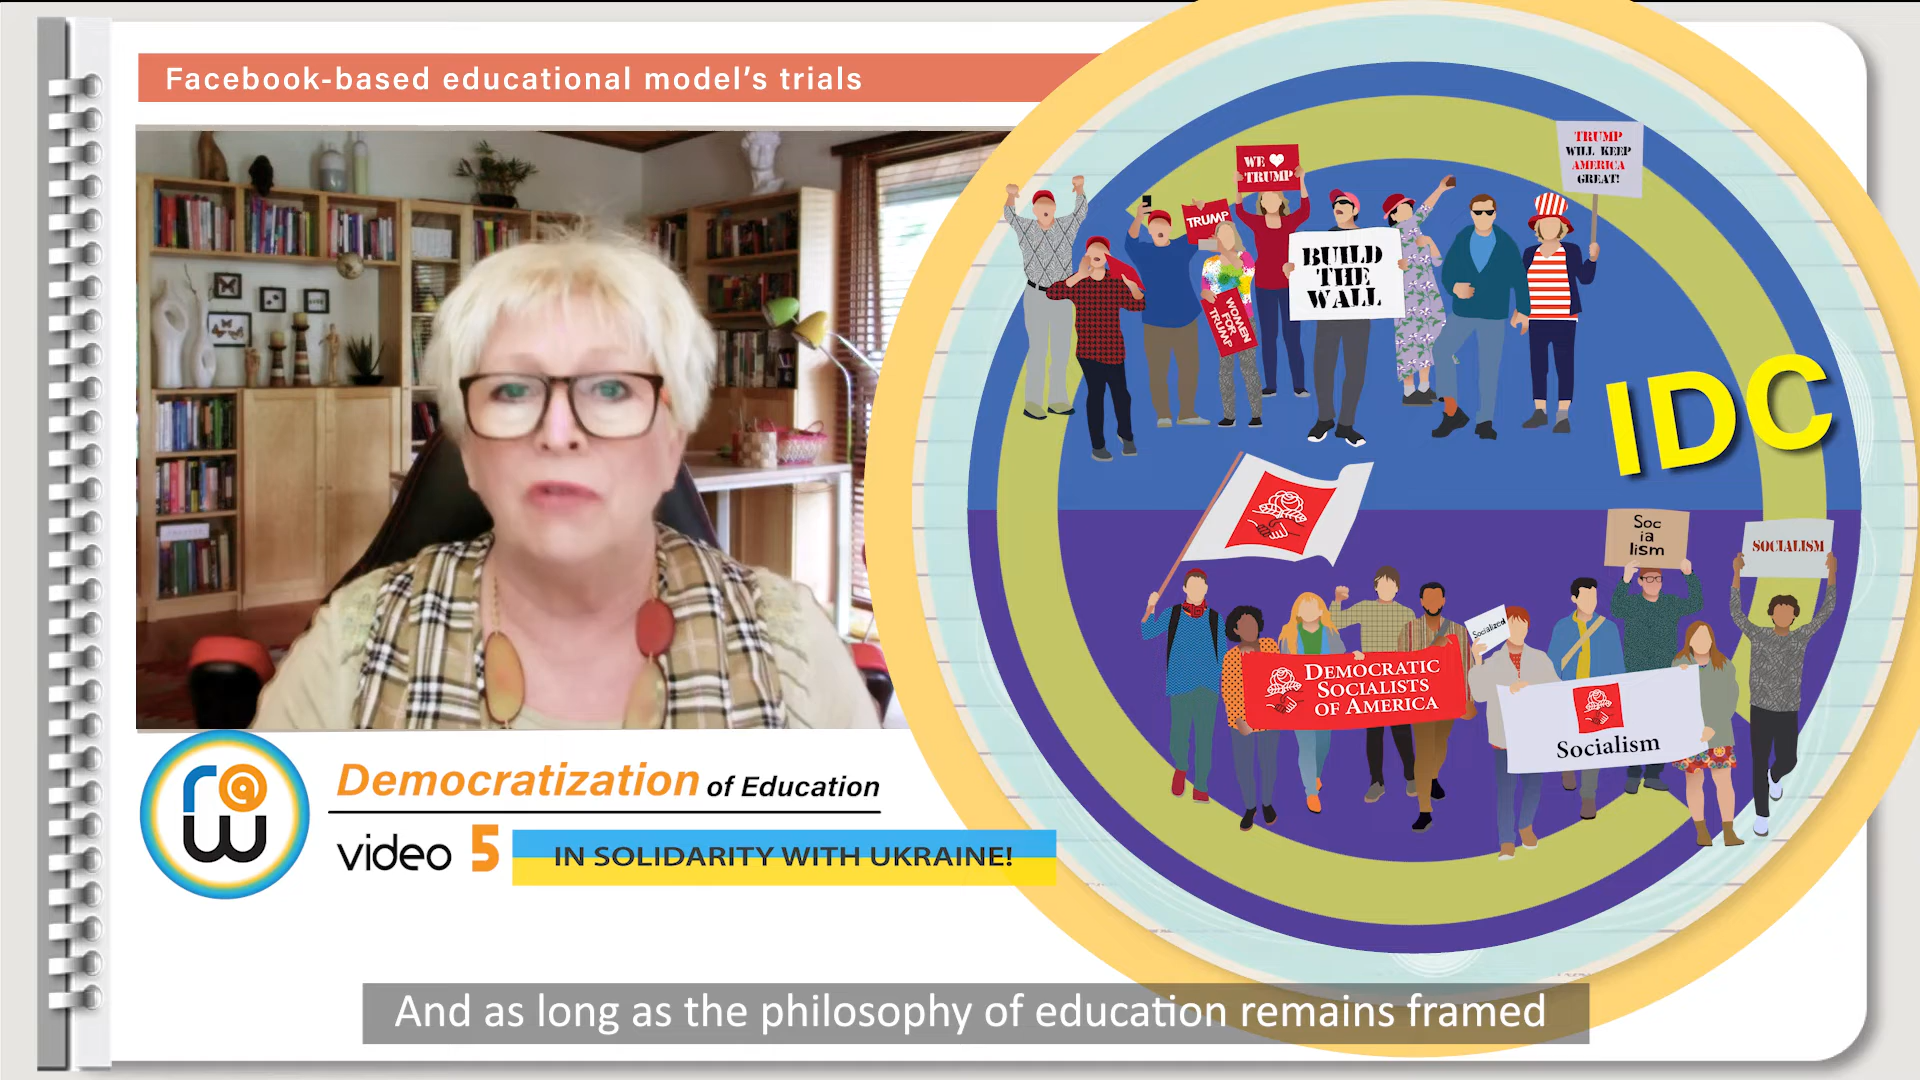 Facebook-based educational model's trials
WE ♥
TRUMP
TRUMP
WOMEN
FOR
TRUMP
BUILD
THE
WALL
TRUMP
WILL KEEP
AMERICA
GREAT!
IDC
Soc
ia
lism
SOCIALISM
Socialized
DEMOCRATIC
SOCIALISTS
OF AMERICA
Socialism
r@w
Democratization of Education
video 5
IN SOLIDARITY WITH UKRAINE!
And as long as the philosophy of education remains framed